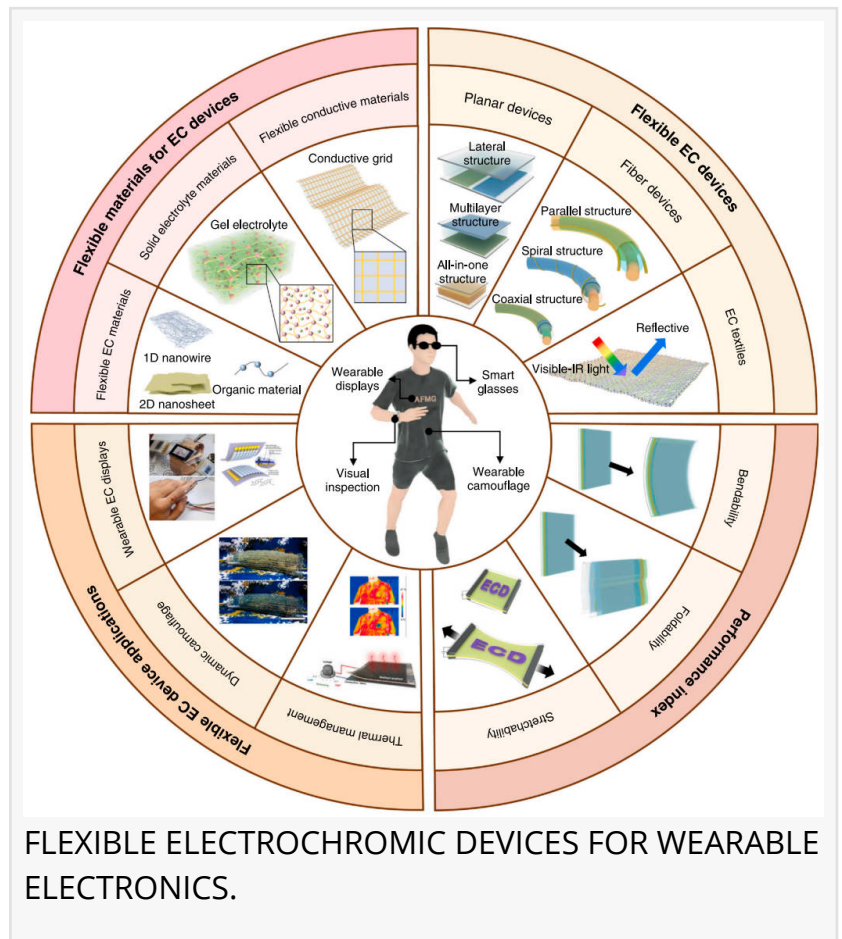 Flexible materials for EC devices
Flexible conductive materials
Conductive grid
Solid electrolyte materials
Gel electrolyte
Flexible EC materials
1D nanowire
Organic material
2D nanosheet
Flexible EC devices
Planar devices
Lateral
structure
Multilayer
structure
All-in-one
structure
Fiber devices
Parallel structure
Spiral structure
Coaxial structure
EC textiles
Reflective
Visible-IR light
Wearable
displays
AFMG
Smart
glasses
Visual
inspection
Wearable
camouflage
Flexible EC device applications
Wearable EC displays
Dynamic camouflage
Thermal management
Performance index
Bendability
Foldability
Stretchability
ECD
ECD
FLEXIBLE ELECTROCHROMIC DEVICES FOR WEARABLE
ELECTRONICS.